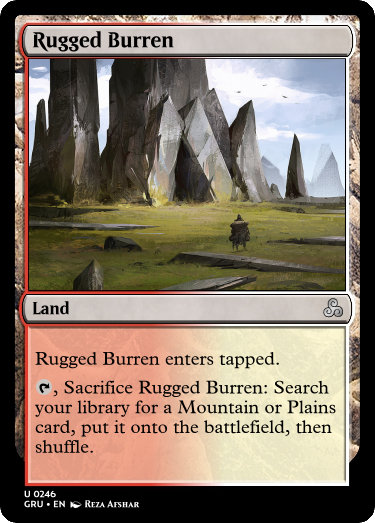 Rugged Burren
Land
Rugged Burren enters tapped.
, Sacrifice Rugged Burren: Search
your library for a Mountain or Plains
card, put it onto the battlefield, then
shuffle.
U 0246
GRU • EN Reza Afshar